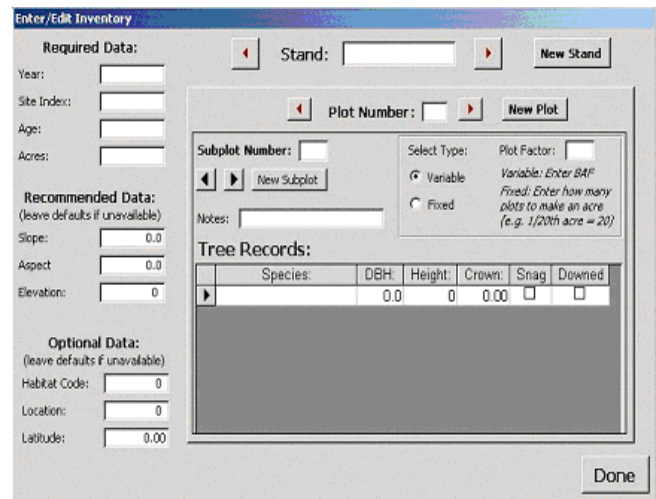 Enter/Edit Inventory
Required Data:
Year:
Site Index:
Age:
Acres:
Recommended Data:
(leave defaults if unavailable)
Slope: 0.0
Aspect 0.0
Elevation: 0
Optional Data:
(leave defaults if unavailable)
Habitat Code: 0
Location: 0
Latitude: 0.00
Stand:
New Stand
Plot Number:
New Plot
Subplot Number:
New Subplot
Notes:
Select Type:
Variable
Fixed
Plot Factor:
Variable: Enter BAF
Fixed: Enter how many
plots to make an acre
(e.g. 1/20th acre = 20)
Tree Records:
Species: DBH: Height: Crown: Snag Downed
0.0 0 0.00
Done